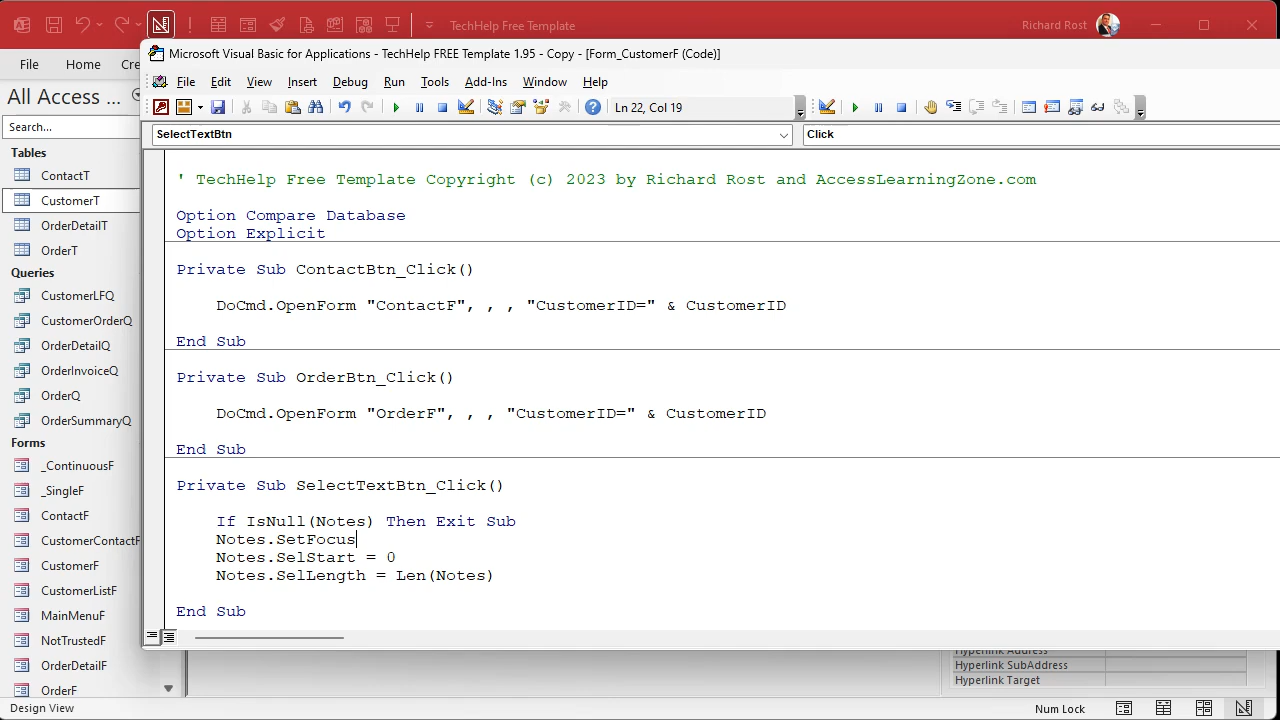 TechHelp Free Template
Richard Rost
File
Home
Cre
Microsoft Visual Basic for Applications - TechHelp FREE Template 1.95 - Copy - [Form_CustomerF (Code)]
File Edit View Insert Debug Run Tools Add-Ins Window Help
Ln 22, Col 19
SelectTextBtn
Click
All Access ...
Search...
Tables
ContactT
CustomerT
OrderDetailT
OrderT
Queries
CustomerLFQ
CustomerOrderQ
OrderDetailQ
OrderInvoiceQ
OrderQ
OrderSummaryQ
Forms
_ContinuousF
_SingleF
ContactF
CustomerContactF
CustomerF
CustomerListF
MainMenuF
NotTrustedF
OrderDetailF
OrderF
' TechHelp Free Template Copyright (c) 2023 by Richard Rost and AccessLearningZone.com
Option Compare Database
Option Explicit
Private Sub ContactBtn_Click()
DoCmd.OpenForm "ContactF", , , "CustomerID=" & CustomerID
End Sub
Private Sub OrderBtn_Click()
DoCmd.OpenForm "OrderF", , , "CustomerID=" & CustomerID
End Sub
Private Sub SelectTextBtn_Click()
If IsNull(Notes) Then Exit Sub
Notes.SetFocus
Notes.SelStart = 0
Notes.SelLength = Len(Notes)
End Sub
Hyperlink Address
Hyperlink SubAddress
Hyperlink Target
Design View
Num Lock